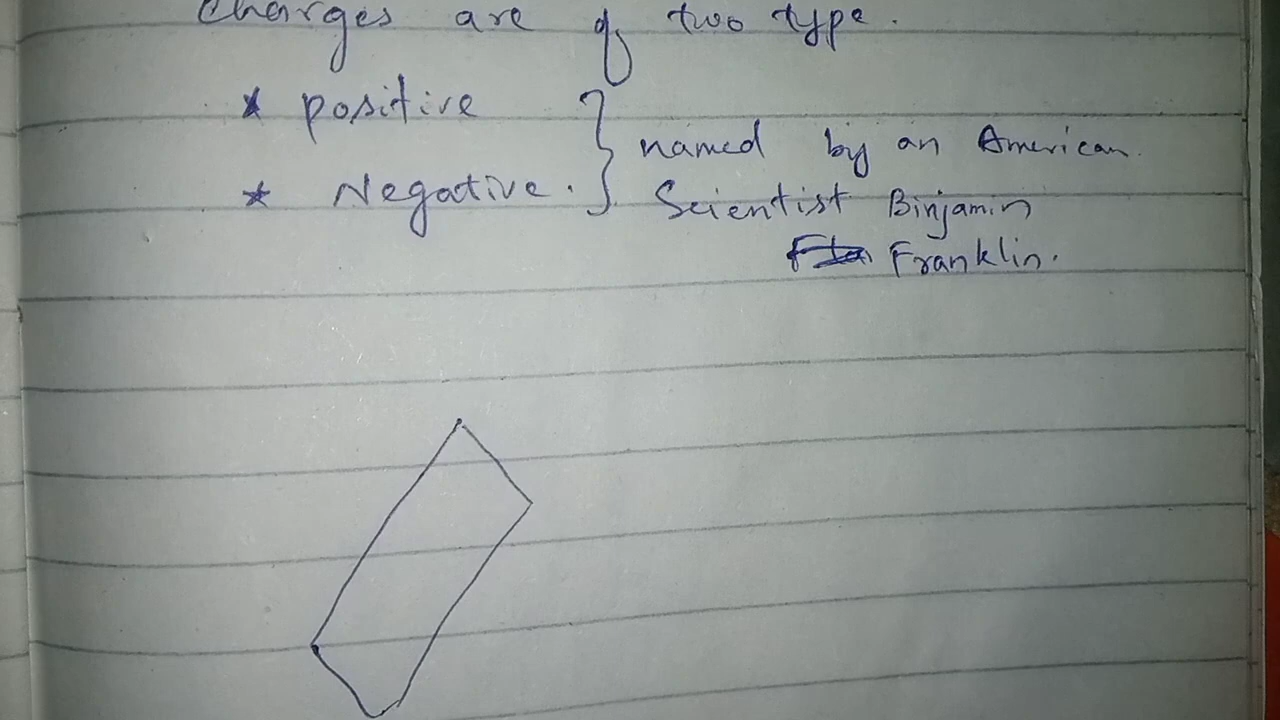 Charges are of two type.
* positive
* Negative.
named by an American
Scientist Binjamin
Franklin.